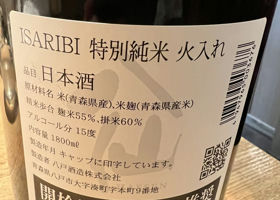 ISARIBI 特別純米 火入れ
品目 日本酒
原材料名 米(青森県産)、米麹(青森県産米)
精米歩合 麹米55%、掛米60%
アルコール分 15度
内容量 1800ml
製造年月 キャップに印字しています。
製造者 八戸酒造株式会社
青森県八戸市大字湊町字本町9番地